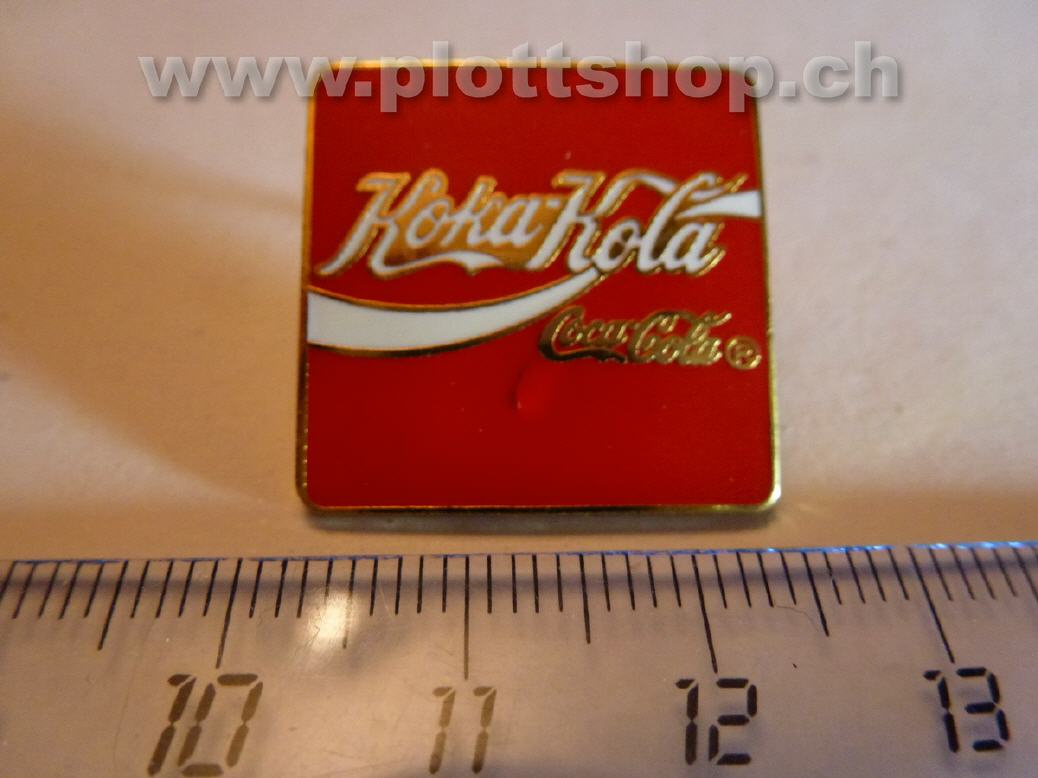 www.plottshop.ch
Koka-Kola
Coca-Cola ®
10 11 12 13